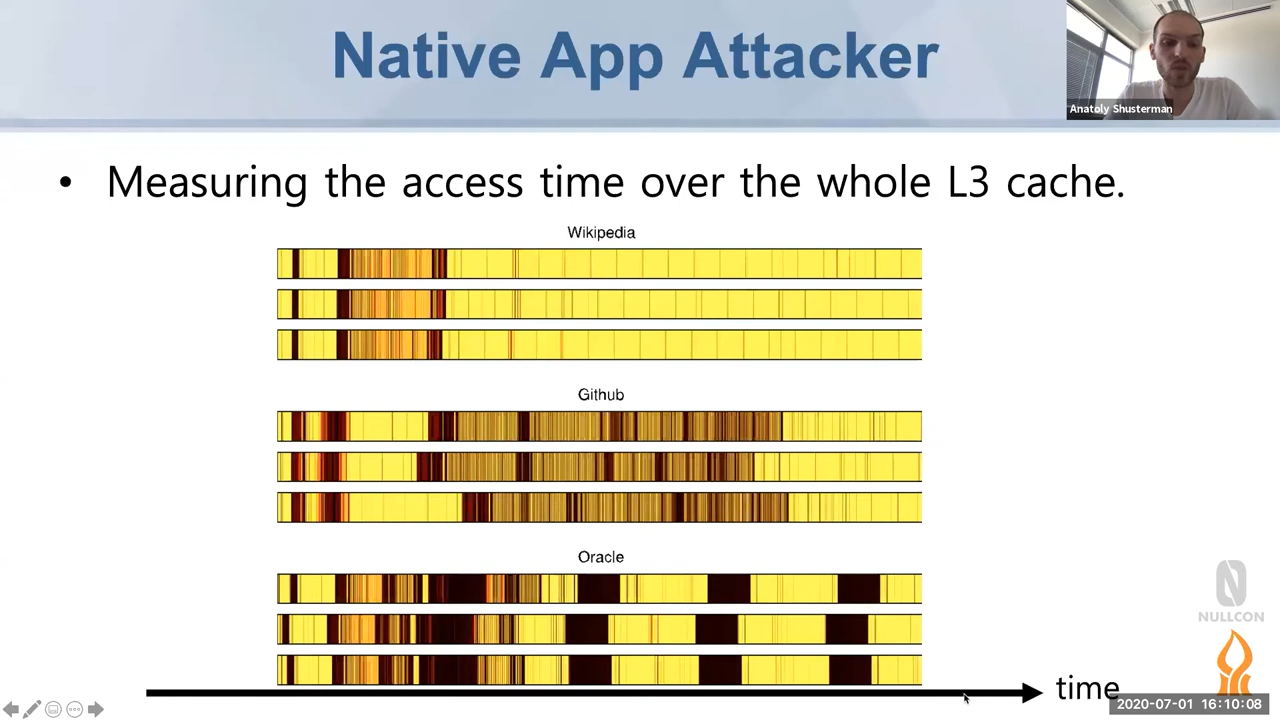 Native App Attacker
Anatoly Shusterman
• Measuring the access time over the whole L3 cache.
Wikipedia
Github
Oracle
NULLCON
time
2020-07-01 16:10:08